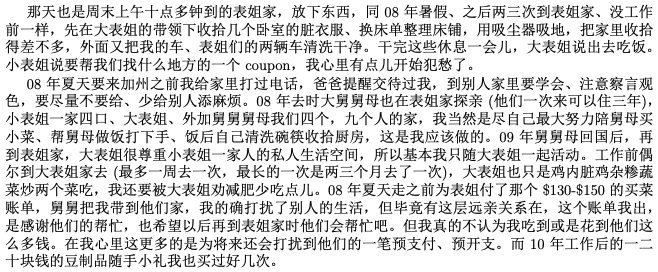 那天也是周末上午十点多钟到的表姐家，放下东西，同 08 年暑假、之后两三次到表姐家、没工作
前一样，先在大表姐的带领下收拾几个卧室的脏衣服、换床单整理床铺，用吸尘器吸地，把家里收拾
得差不多，外面又把我的车、表姐们的两辆车清洗干净。干完这些休息一会儿，大表姐说出去吃饭。
小表姐说要帮我们找什么地方的一个 coupon，我心里有点儿开始犯愁了。
08 年夏天要来加州之前我给家里打过电话，爸爸提醒交待过我，到别人家里要学会、注意察言观
色，要尽量不要给、少给别人添麻烦。08 年去时大舅舅母也在表姐家探亲 (他们一次来可以住三年)，
小表姐一家四口、大表姐、外加舅舅舅母我们四个，九个人的家，我当然是尽自己最大努力陪舅母买
小菜、帮舅母做饭打下手、饭后自己清洗碗筷收拾厨房，这是我应该做的。09 年舅舅母回国后，再
到表姐家，大表姐很尊重小表姐一家人的私人生活空间，所以基本我只随大表姐一起活动。工作前偶
尔到大表姐家去 (最多一周去一次，最长的一次是两三个月去了一次)，大表姐也只是鸡内脏鸡杂糁蔬
菜炒两个菜吃，我还要被大表姐劝减肥少吃点儿。08 年夏天走之前为表姐付了那个 $130-$150 的买菜
账单，舅舅把我带到他们家，我的确打扰了别人的生活，但毕竟有这层远亲关系在，这个账单我出，
是感谢他们的帮忙，也希望以后再到表姐家时他们会帮忙吧。但我真的不认为我吃到或是花到他们这
么多钱。在我心里这更多的是为将来还会打扰到他们的一笔预支付、预开支。而 10 年工作后的一二
十块钱的豆制品随手小礼我也买过好几次。